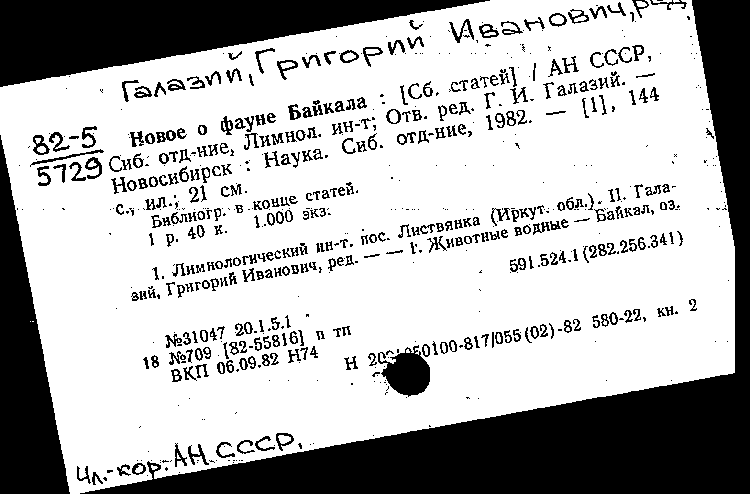 Галазий, Григорий Иванович, ред.
82-5
5729
Новое о фауне Байкала : [Сб. статей] / АН СССР,
Сиб. отд-ние, Лимнол. ин-т; Отв. ред. Г. И. Галазий. —
Новосибирск : Наука. Сиб. отд-ние, 1982. — [1], 144
с., ил.; 21 см.
Библиогр. в конце статей.
1 р. 40 к. 1.000 экз.
1. Лимнологический ин-т. пос. Листвянка (Иркут. обл.). II. Гала-
зий, Григорий Иванович, ред. — — 1. Животные водные — Байкал, оз.
591.524.1(282.256.341)
№31047 20.1.5.1
18 №709 [82-55816] п тп
ВКП 06.09.82 Н74
Н 050100-817/055(02)-82 580-22, кн. 2
Чл.-кор. АН СССР.